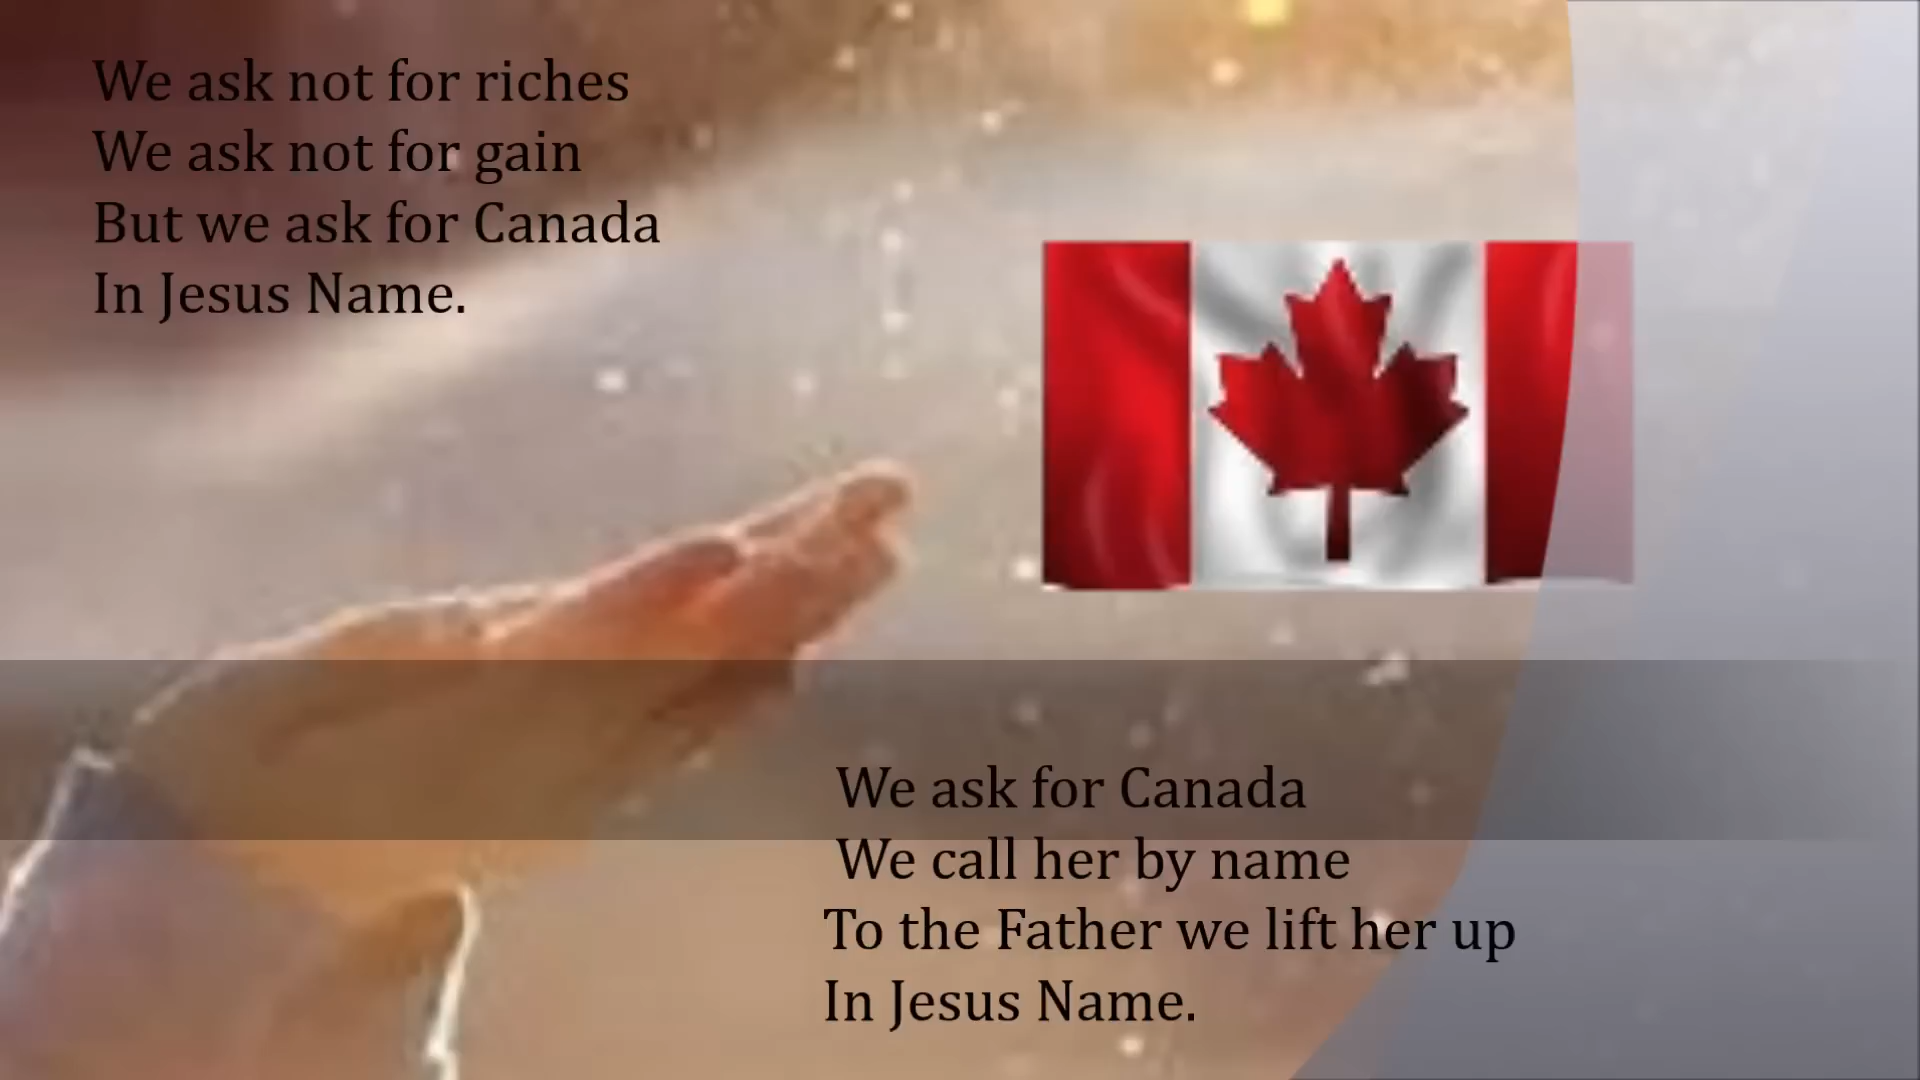 We ask not for riches
We ask not for gain
But we ask for Canada
In Jesus Name.
We ask for Canada
We call her by name
To the Father we lift her up
In Jesus Name.